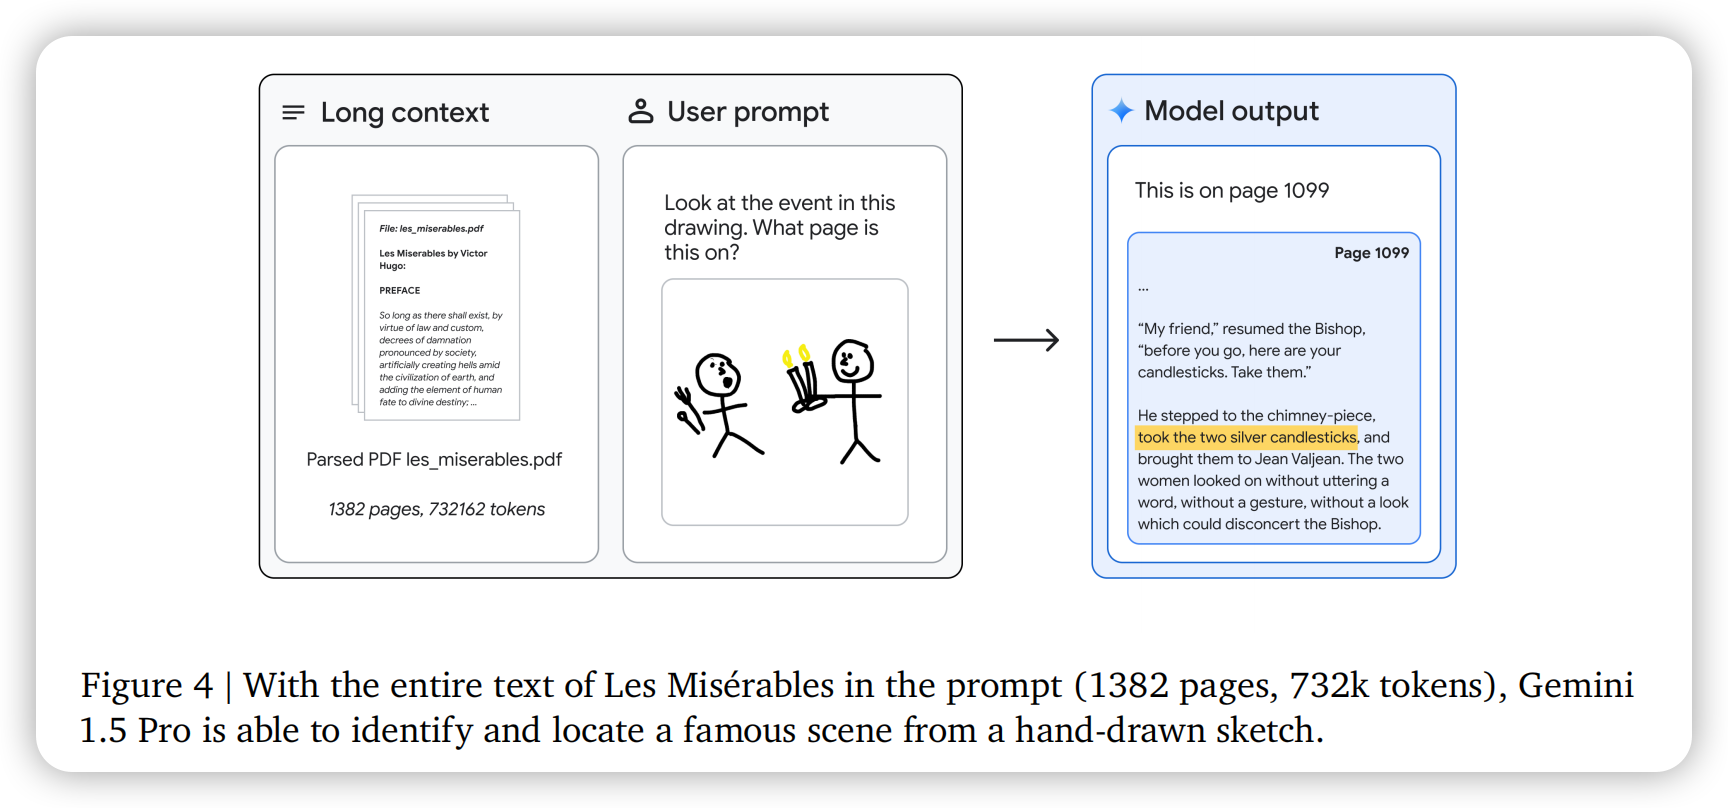 Long context
File: les_miserables.pdf
Les Miserables by Victor
Hugo:
PREFACE
So long as there shall exist, by
virtue of law and custom,
decrees of damnation
pronounced by society,
artificially creating hells amid
the civilization of earth, and
adding the element of human
fate to divine destiny; ...
Parsed PDF les_miserables.pdf
1382 pages, 732162 tokens
User prompt
Look at the event in this
drawing. What page is
this on?
Model output
This is on page 1099
Page 1099
...
“My friend,” resumed the Bishop,
“before you go, here are your
candlesticks. Take them.”
He stepped to the chimney-piece,
took the two silver candlesticks, and
brought them to Jean Valjean. The two
women looked on without uttering a
word, without a gesture, without a look
which could disconcert the Bishop.
Figure 4 | With the entire text of Les Misérables in the prompt (1382 pages, 732k tokens), Gemini
1.5 Pro is able to identify and locate a famous scene from a hand-drawn sketch.